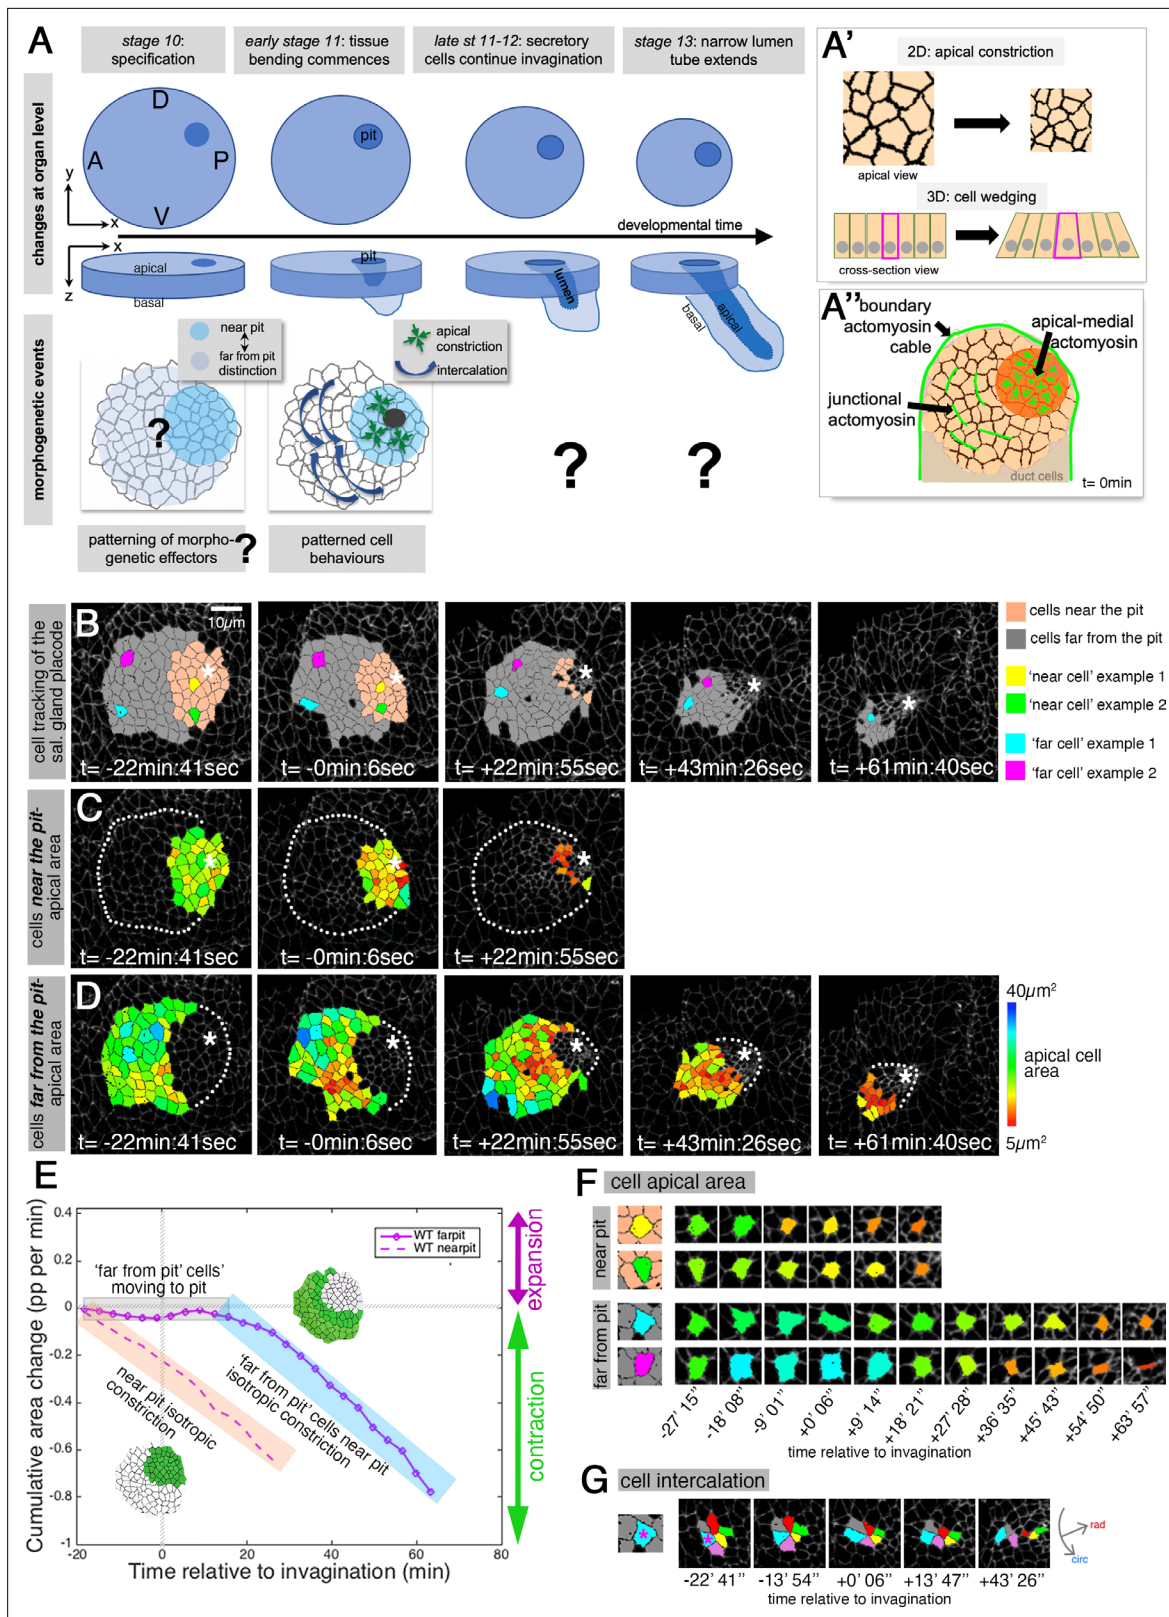 A
stage 10:
specification
early stage 11: tissue
bending commences
late st 11-12: secretory
cells continue invagination
stage 13: narrow lumen
tube extends
changes at organ level
D
A
P
V
y
x
pit
developmental time
x
z
apical
basal
pit
lumen
basal
apical
morphogenetic events
near pit
far from pit
distinction
apical
constriction
intercalation
?
?
?
patterning of morpho-
genetic effectors
?
patterned cell
behaviours
A'
2D: apical constriction
apical view
3D: cell wedging
cross-section view
A''
boundary
actomyosin
cable
apical-medial
actomyosin
junctional
actomyosin
duct cells
t= 0min
cell tracking of the
sal. gland placode
B
10µm
*
t= -22min:41sec
*
t= -0min:6sec
*
t= +22min:55sec
*
t= +43min:26sec
*
t= +61min:40sec
cells near the pit
cells far from the pit
'near cell' example 1
'near cell' example 2
'far cell' example 1
'far cell' example 2
cells near the pit-
apical area
C
*
t= -22min:41sec
*
t= -0min:6sec
*
t= +22min:55sec
cells far from the pit-
apical area
D
*
t= -22min:41sec
*
t= -0min:6sec
*
t= +22min:55sec
*
t= +43min:26sec
*
t= +61min:40sec
40µm²
apical cell
area
5µm²
E
Cumulative area change (pp per min)
0.4
0.2
0
-0.2
-0.4
-0.6
-0.8
-1
-20
0
20
40
60
80
Time relative to invagination (min)
WT farpit
WT nearpit
'far from pit' cells'
moving to pit
near pit isotropic
constriction
'far from pit' cells near pit
isotropic constriction
expansion
contraction
F
cell apical area
near pit
far from pit
-27' 15"
-18' 08"
-9' 01"
+0' 06"
+9' 14"
+18' 21"
+27' 28"
+36' 35"
+45' 43"
+54' 50"
+63' 57"
time relative to invagination
G
cell intercalation
*
*
rad
circ
-22' 41"
-13' 54"
+0' 06"
+13' 47"
+43' 26"
time relative to invagination